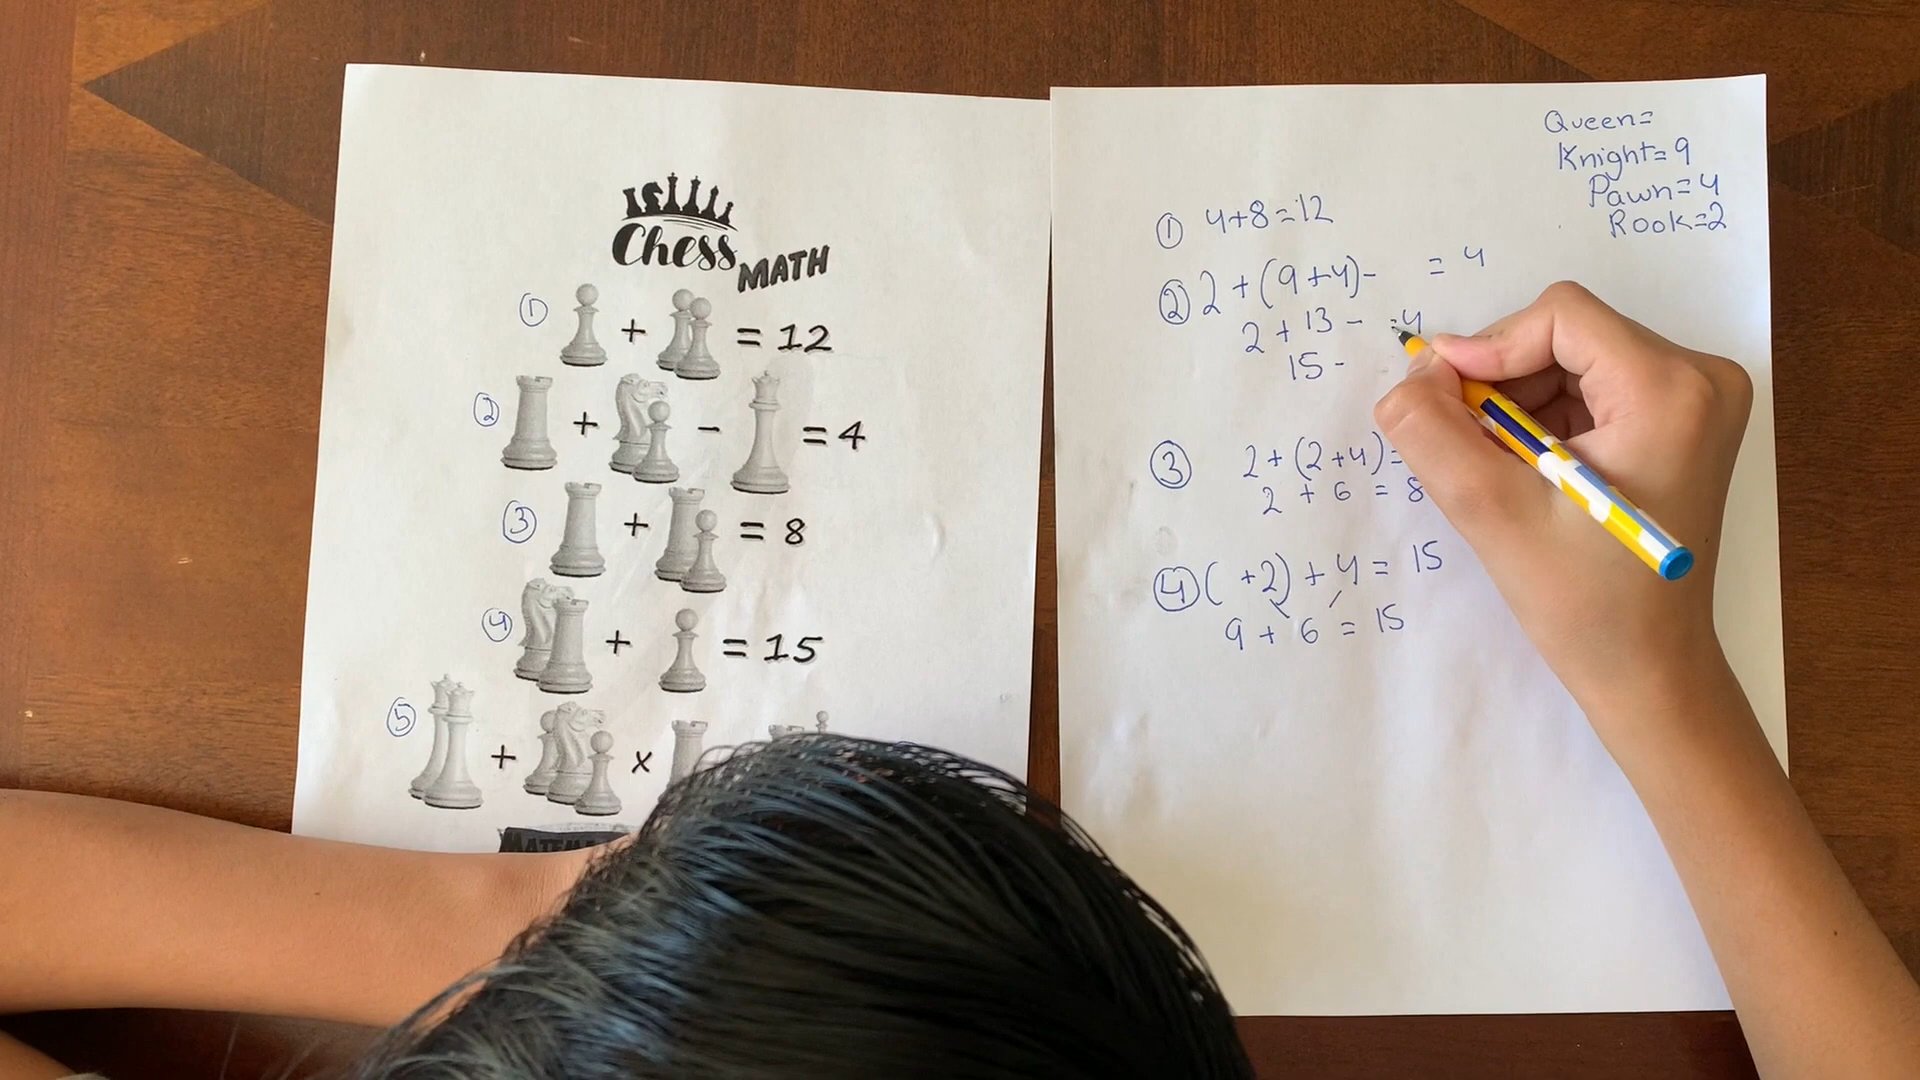 Chess MATH
① + = 12
② + - = 4
③ + = 8
④ + = 15
⑤ + x
Queen=
Knight=9
Pawn=4
Rook=2
① 4+8=12
② 2+(9+4)- = 4
2 + 13 - =4
15 -
③ 2+(2+4)=
2 + 6 = 8
④ ( +2) + 4 = 15
9 + 6 = 15